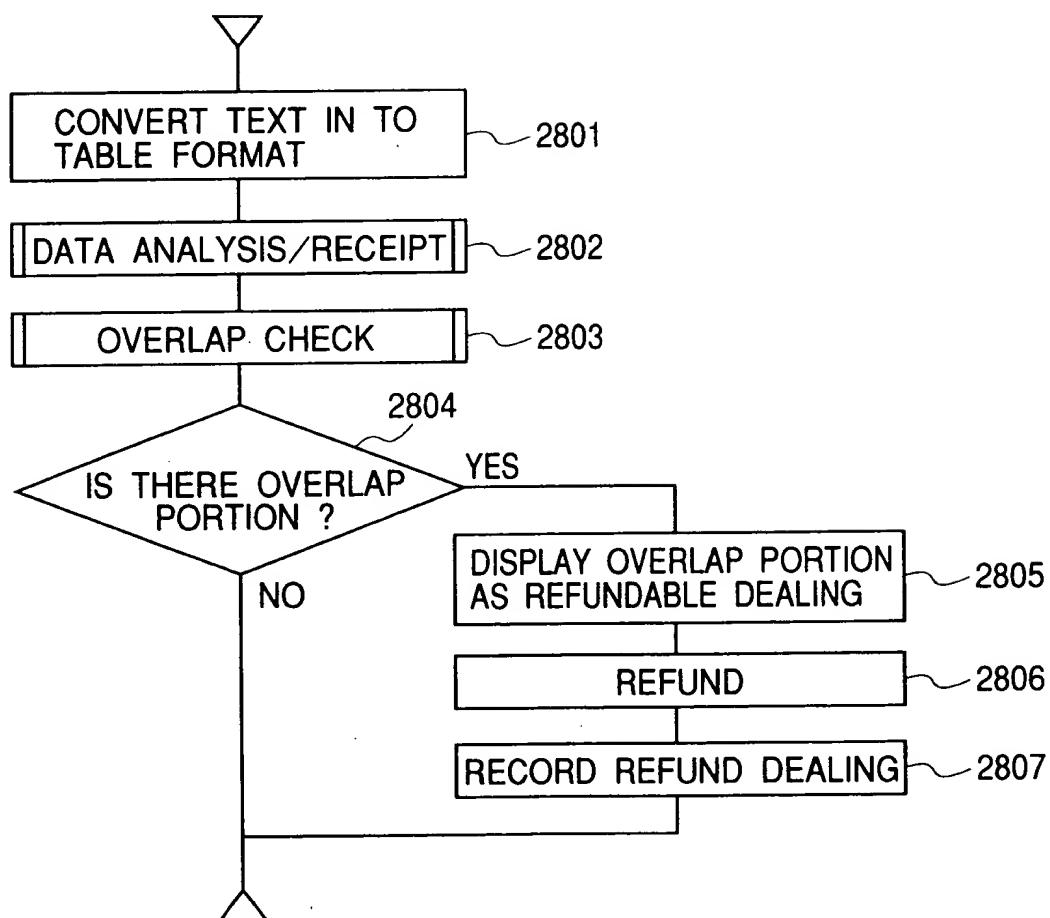 CONVERT TEXT IN TO
TABLE FORMAT
2801
DATA ANALYSIS/RECEIPT
2802
OVERLAP CHECK
2803
2804
IS THERE OVERLAP
PORTION ?
YES
NO
DISPLAY OVERLAP PORTION
AS REFUNDABLE DEALING
2805
REFUND
2806
RECORD REFUND DEALING
2807